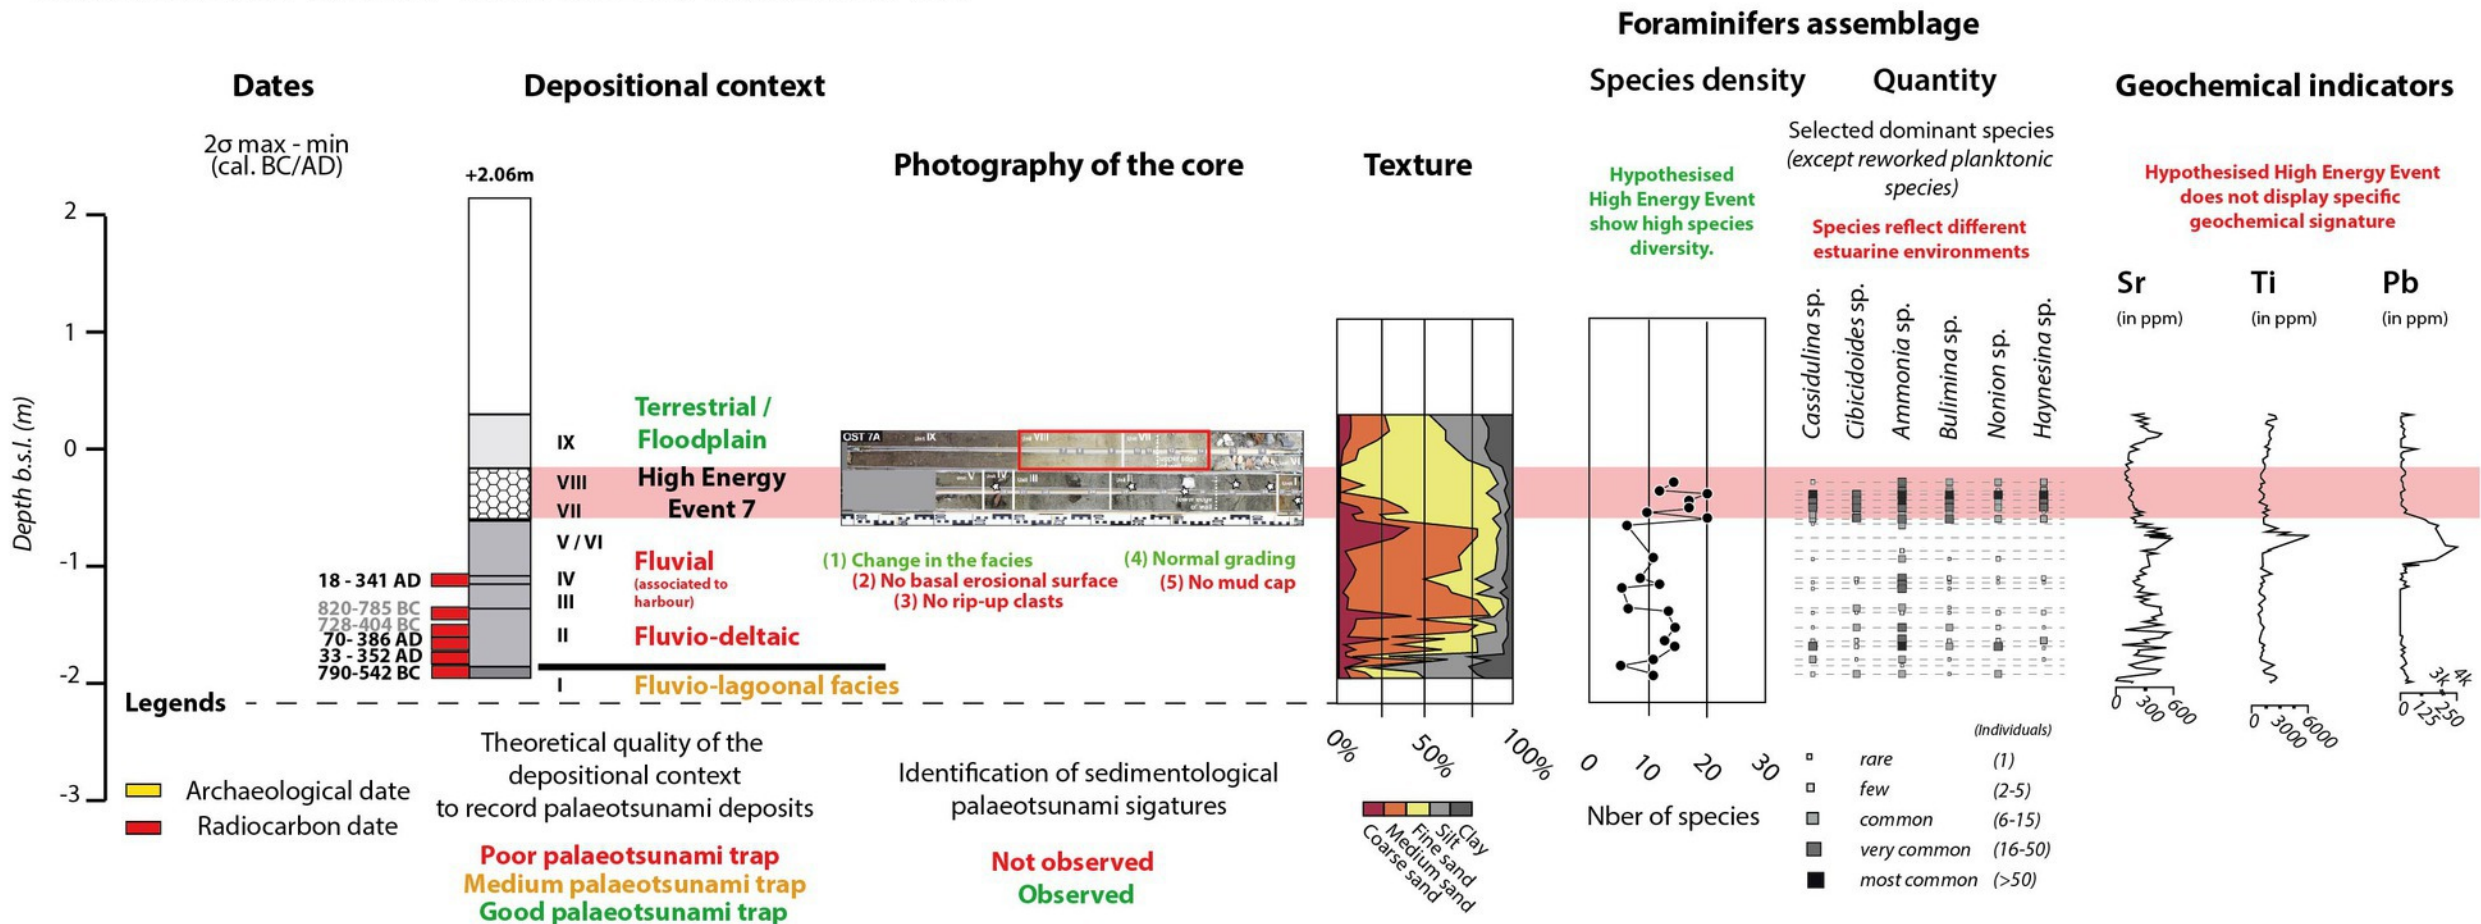 Foraminifers assemblage
Dates
Depositional context
Species density
Quantity
Geochemical indicators
2σ max - min
(cal. BC/AD)
+2.06m
Photography of the core
Texture
Hypothesised
High Energy Event
show high species
diversity.
Selected dominant species
(except reworked planktonic
species)
Species reflect different
estuarine environments
Hypothesised High Energy Event
does not display specific
geochemical signature
Cassidulina sp.
Cibicidoides sp.
Ammonia sp.
Bulimina sp.
Nonion sp.
Haynesina sp.
Sr
(in ppm)
Ti
(in ppm)
Pb
(in ppm)
Depth b.s.l. (m)
2
1
0
-1
-2
-3
IX
VIII
VII
V / VI
IV
III
II
I
Terrestrial /
Floodplain
High Energy
Event 7
Fluvial
(associated to
harbour)
Fluvio-deltaic
Fluvio-lagoonal facies
OST 7A
IX
VIII
VII
VI
V
IV
III
II
I
(1) Change in the facies
(2) No basal erosional surface
(3) No rip-up clasts
(4) Normal grading
(5) No mud cap
18 - 341 AD
820-785 BC
728-404 BC
70- 386 AD
33 - 352 AD
790-542 BC
Legends
Archaeological date
Radiocarbon date
Theoretical quality of the
depositional context
to record palaeotsunami deposits
Poor palaeotsunami trap
Medium palaeotsunami trap
Good palaeotsunami trap
Identification of sedimentological
palaeotsunami sigatures
Not observed
Observed
0%
50%
100%
Coarse sand
Medium sand
Fine sand
Silt
Clay
0
10
20
30
Nber of species
(Individuals)
rare (1)
few (2-5)
common (6-15)
very common (16-50)
most common (>50)
0
300
600
0
3000
6000
3k
4k
0
125
250